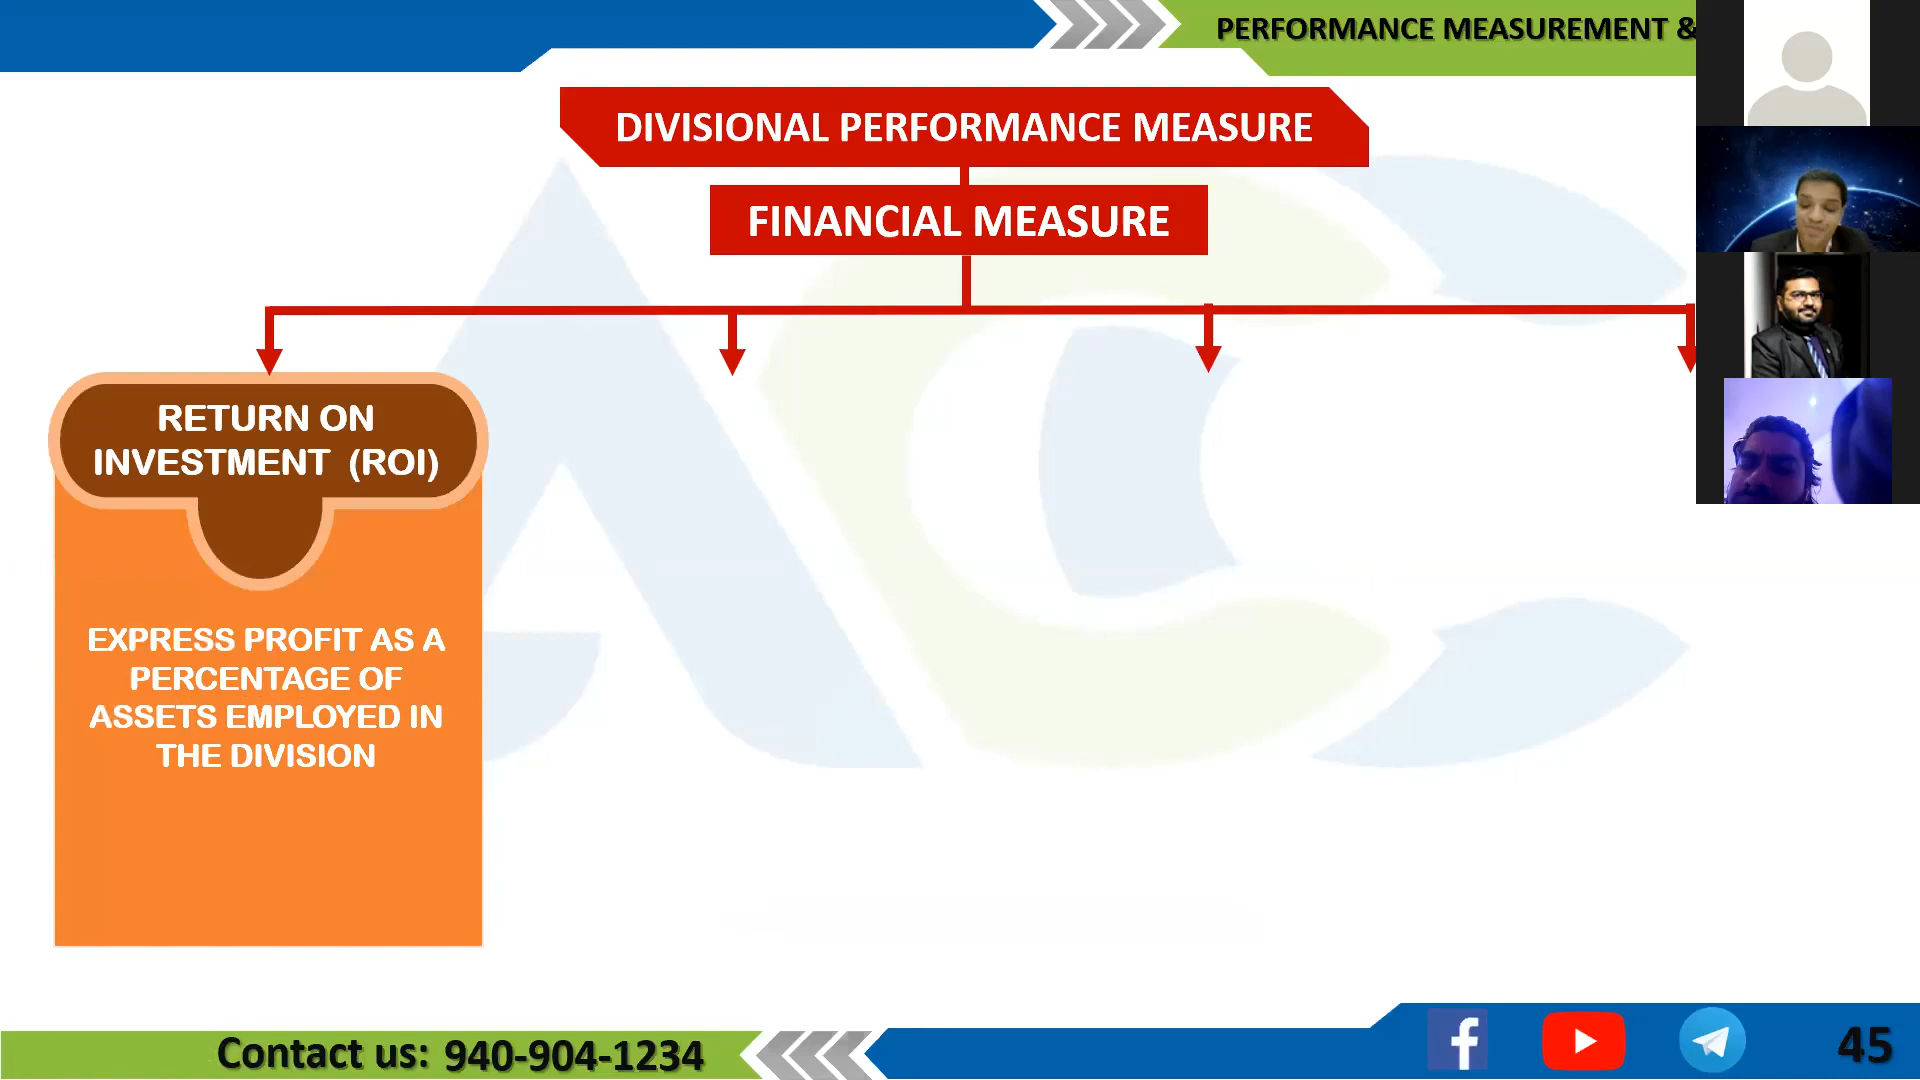 PERFORMANCE MEASUREMENT &
DIVISIONAL PERFORMANCE MEASURE
FINANCIAL MEASURE
RETURN ON
INVESTMENT (ROI)
EXPRESS PROFIT AS A
PERCENTAGE OF
ASSETS EMPLOYED IN
THE DIVISION
Contact us: 940-904-1234
45